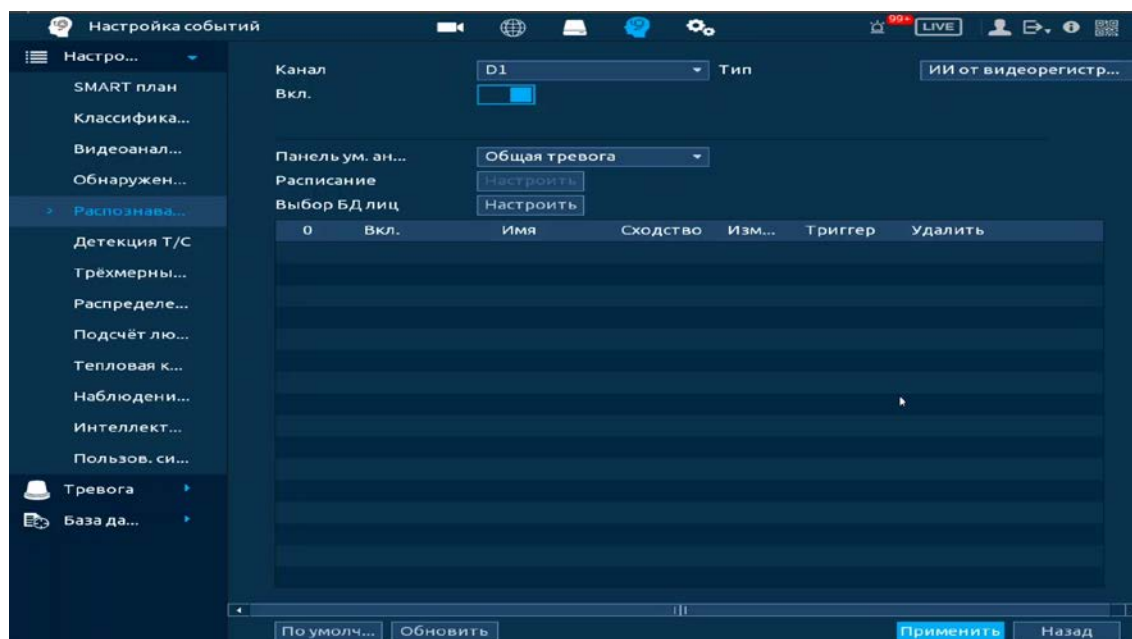 Настройка событий
99+
LIVE
Настро...
SMART план
Классифика...
Видеоанал...
Обнаружен...
Распознава...
Детекция Т/С
Трёхмерны...
Распределе...
Подсчёт лю...
Тепловая к...
Наблюдени...
Интеллект...
Пользов. си...
Тревога
База да...
Канал D1 Тип ИИ от видеорегистр...
Вкл.
Панель ум. ан... Общая тревога
Расписание Настроить
Выбор БД лиц Настроить
0 Вкл. Имя Сходство Изм... Триггер Удалить
По умолч... Обновить Применить Назад